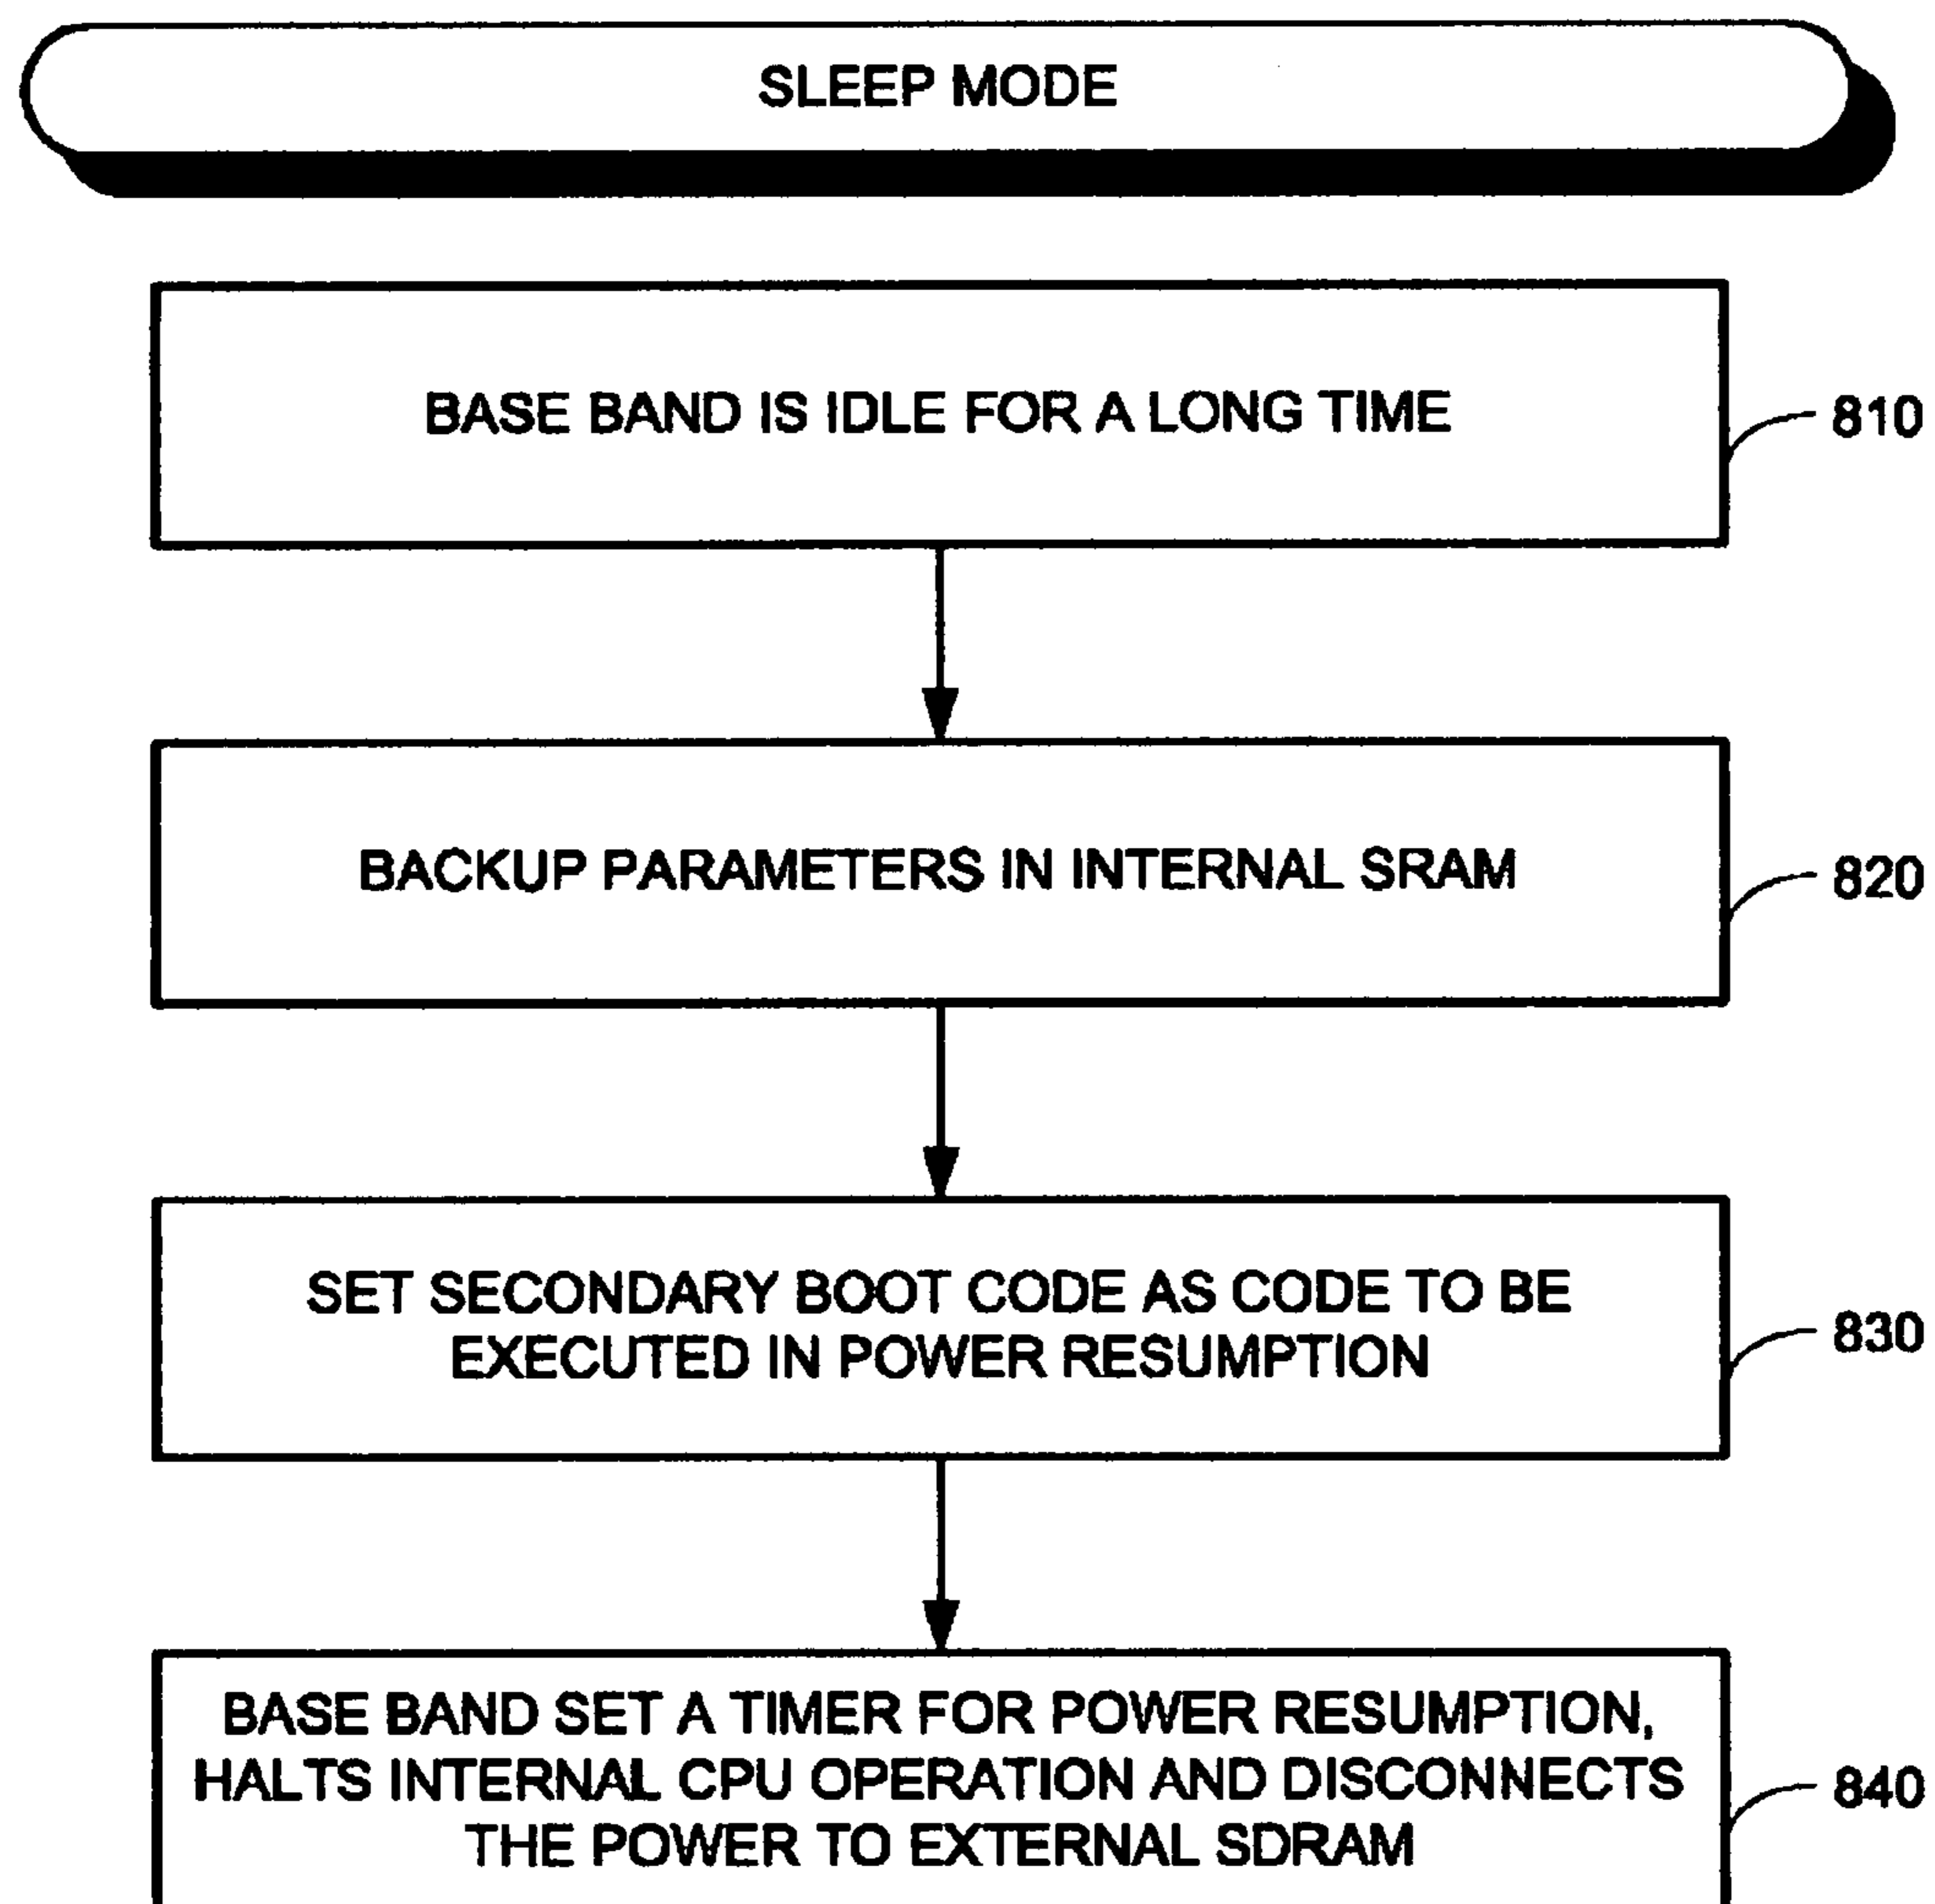 SLEEP MODE
BASE BAND IS IDLE FOR A LONG TIME
810
BACKUP PARAMETERS IN INTERNAL SRAM
820
SET SECONDARY BOOT CODE AS CODE TO BE
EXECUTED IN POWER RESUMPTION
830
BASE BAND SET A TIMER FOR POWER RESUMPTION,
HALTS INTERNAL CPU OPERATION AND DISCONNECTS
THE POWER TO EXTERNAL SDRAM
840